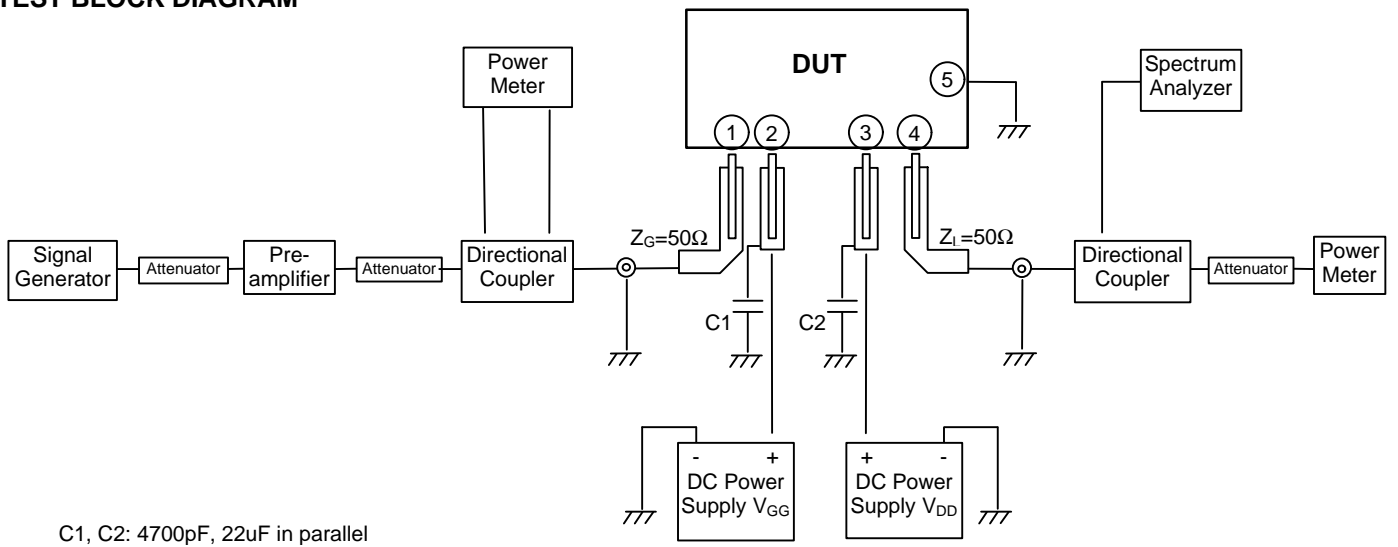 TEST BLOCK DIAGRAM
Power
Meter
DUT
5
Spectrum
Analyzer
1
2
3
4
Signal
Generator
Attenuator
Pre-
amplifier
Attenuator
Directional
Coupler
ZG=50Ω
ZL=50Ω
Directional
Coupler
Attenuator
Power
Meter
C1
C2
- +
DC Power
Supply VGG
+ -
DC Power
Supply VDD
C1, C2: 4700pF, 22uF in parallel